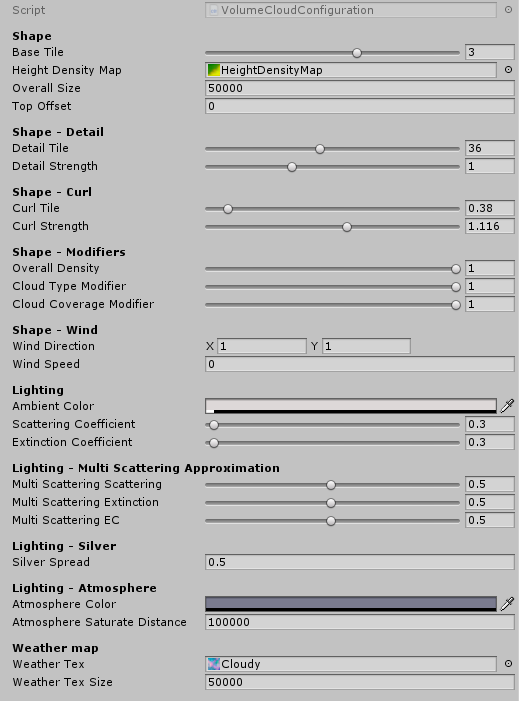 Script VolumeCloudConfiguration
Shape
Base Tile 3
Height Density Map HeightDensityMap
Overall Size 50000
Top Offset 0
Shape - Detail
Detail Tile 36
Detail Strength 1
Shape - Curl
Curl Tile 0.38
Curl Strength 1.116
Shape - Modifiers
Overall Density 1
Cloud Type Modifier 1
Cloud Coverage Modifier 1
Shape - Wind
Wind Direction X 1 Y 1
Wind Speed 0
Lighting
Ambient Color
Scattering Coefficient 0.3
Extinction Coefficient 0.3
Lighting - Multi Scattering Approximation
Multi Scattering Scattering 0.5
Multi Scattering Extinction 0.5
Multi Scattering EC 0.5
Lighting - Silver
Silver Spread 0.5
Lighting - Atmosphere
Atmosphere Color
Atmosphere Saturate Distance 100000
Weather map
Weather Tex Cloudy
Weather Tex Size 50000